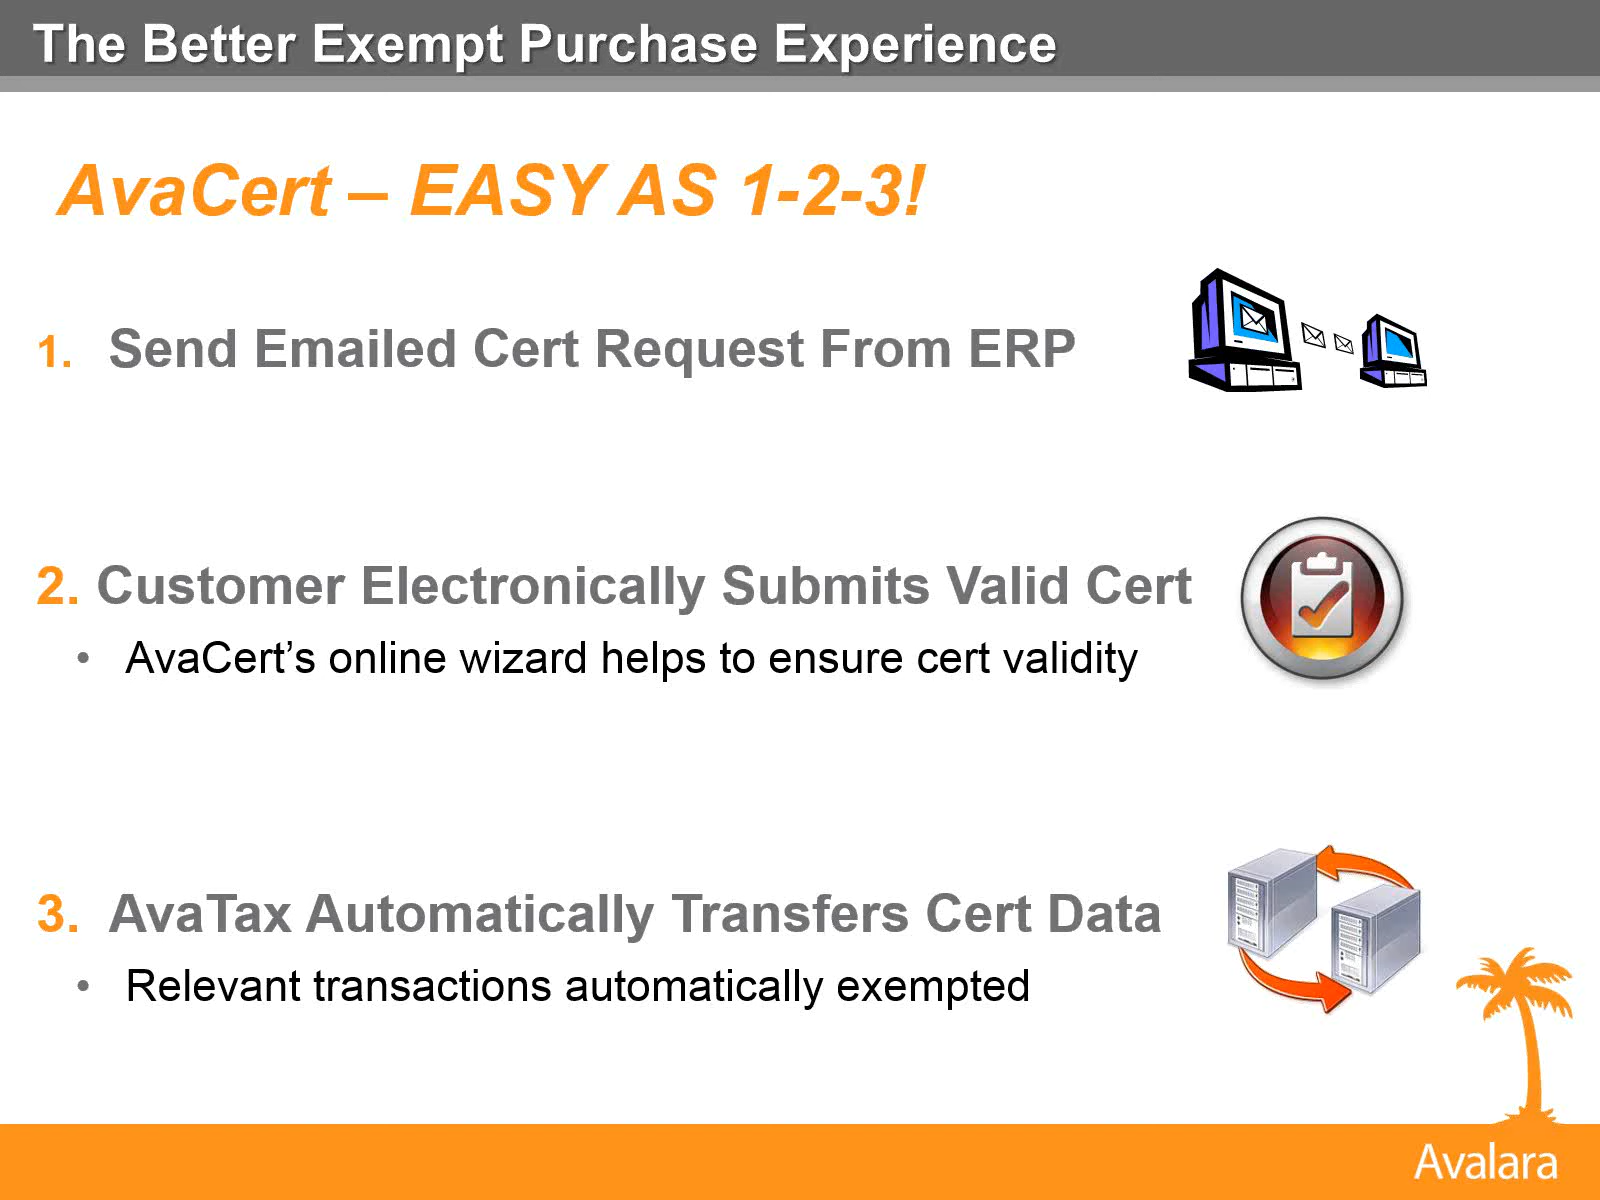 The Better Exempt Purchase Experience
AvaCert – EASY AS 1-2-3!
1. Send Emailed Cert Request From ERP
2. Customer Electronically Submits Valid Cert
• AvaCert’s online wizard helps to ensure cert validity
3. AvaTax Automatically Transfers Cert Data
• Relevant transactions automatically exempted
Avalara